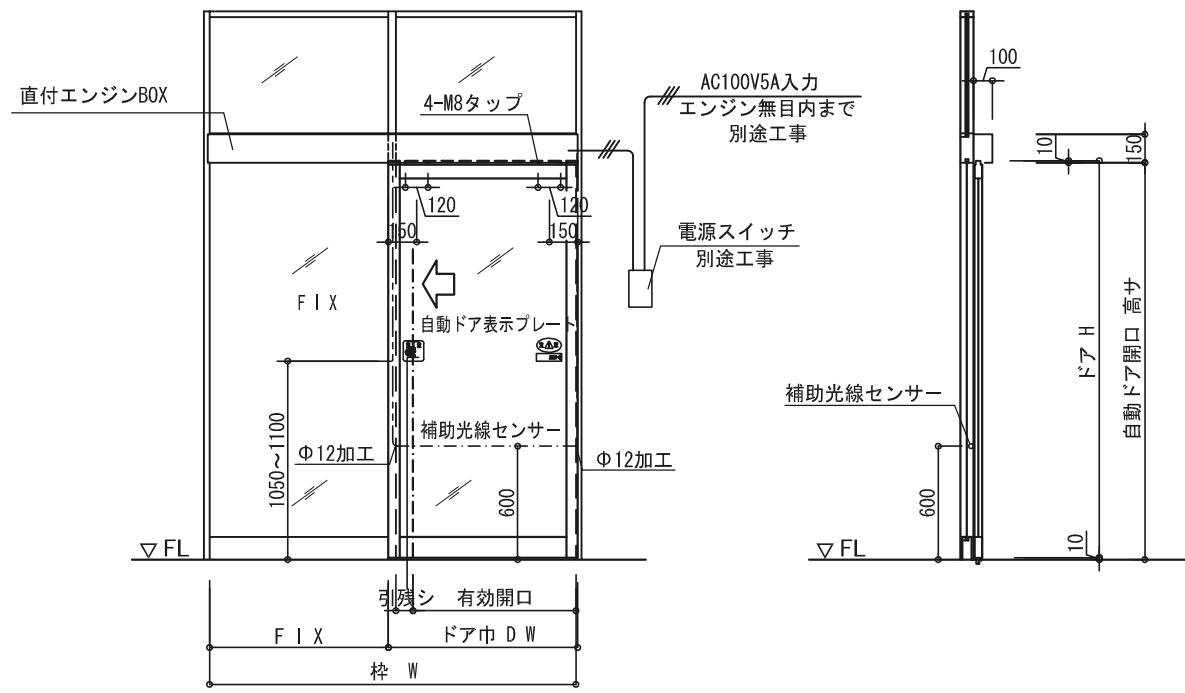 直付エンジンBOX
4-M8タップ
AC100V5A入力
エンジン無目内まで
別途工事
120
120
150
150
電源スイッチ
別途工事
FIX
自動ドア表示プレート
1050～1100
補助光線センサー
Φ12加工
Φ12加工
600
▽FL
引残シ
有効開口
FIX
ドア巾 DW
枠 W
100
10
150
ドア H
自動ドア開口 高サ
補助光線センサー
600
10
▽FL